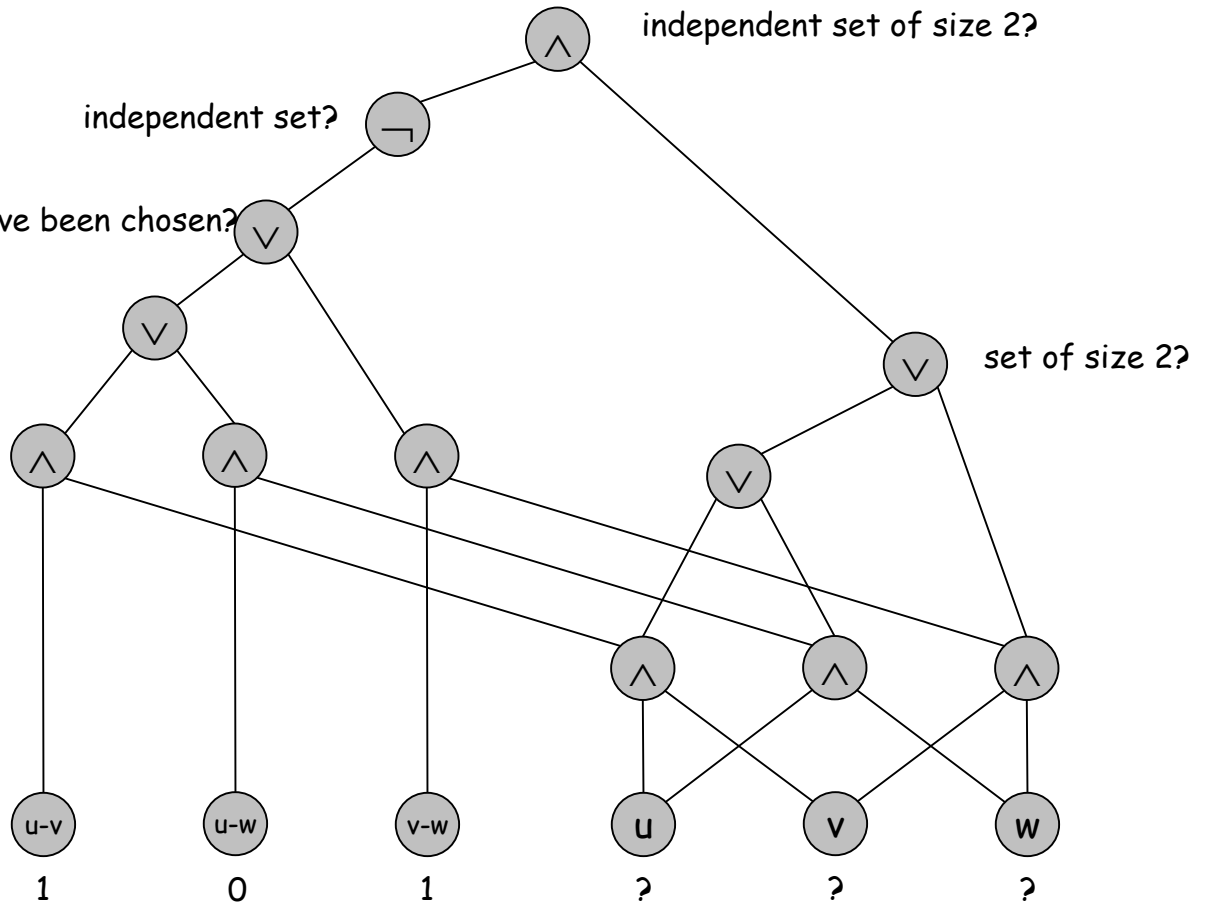 independent set of size 2?
∧
independent set?
¬
ve been chosen?
∨
∨
∨
set of size 2?
∧ ∧ ∧
∨
∧ ∧ ∧
u-v u-w v-w u v w
1 0 1 ? ? ?